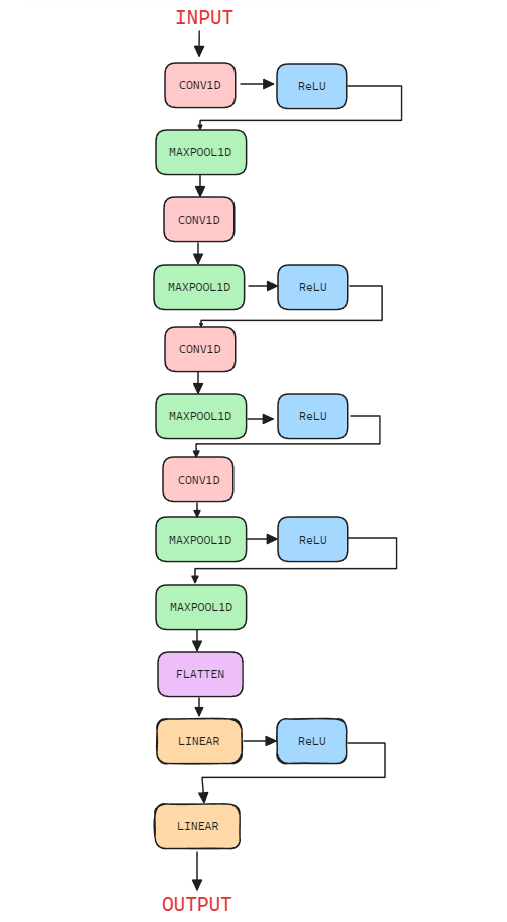 INPUT
CONV1D
ReLU
MAXPOOL1D
CONV1D
MAXPOOL1D
ReLU
CONV1D
MAXPOOL1D
ReLU
CONV1D
MAXPOOL1D
ReLU
MAXPOOL1D
FLATTEN
LINEAR
ReLU
LINEAR
OUTPUT